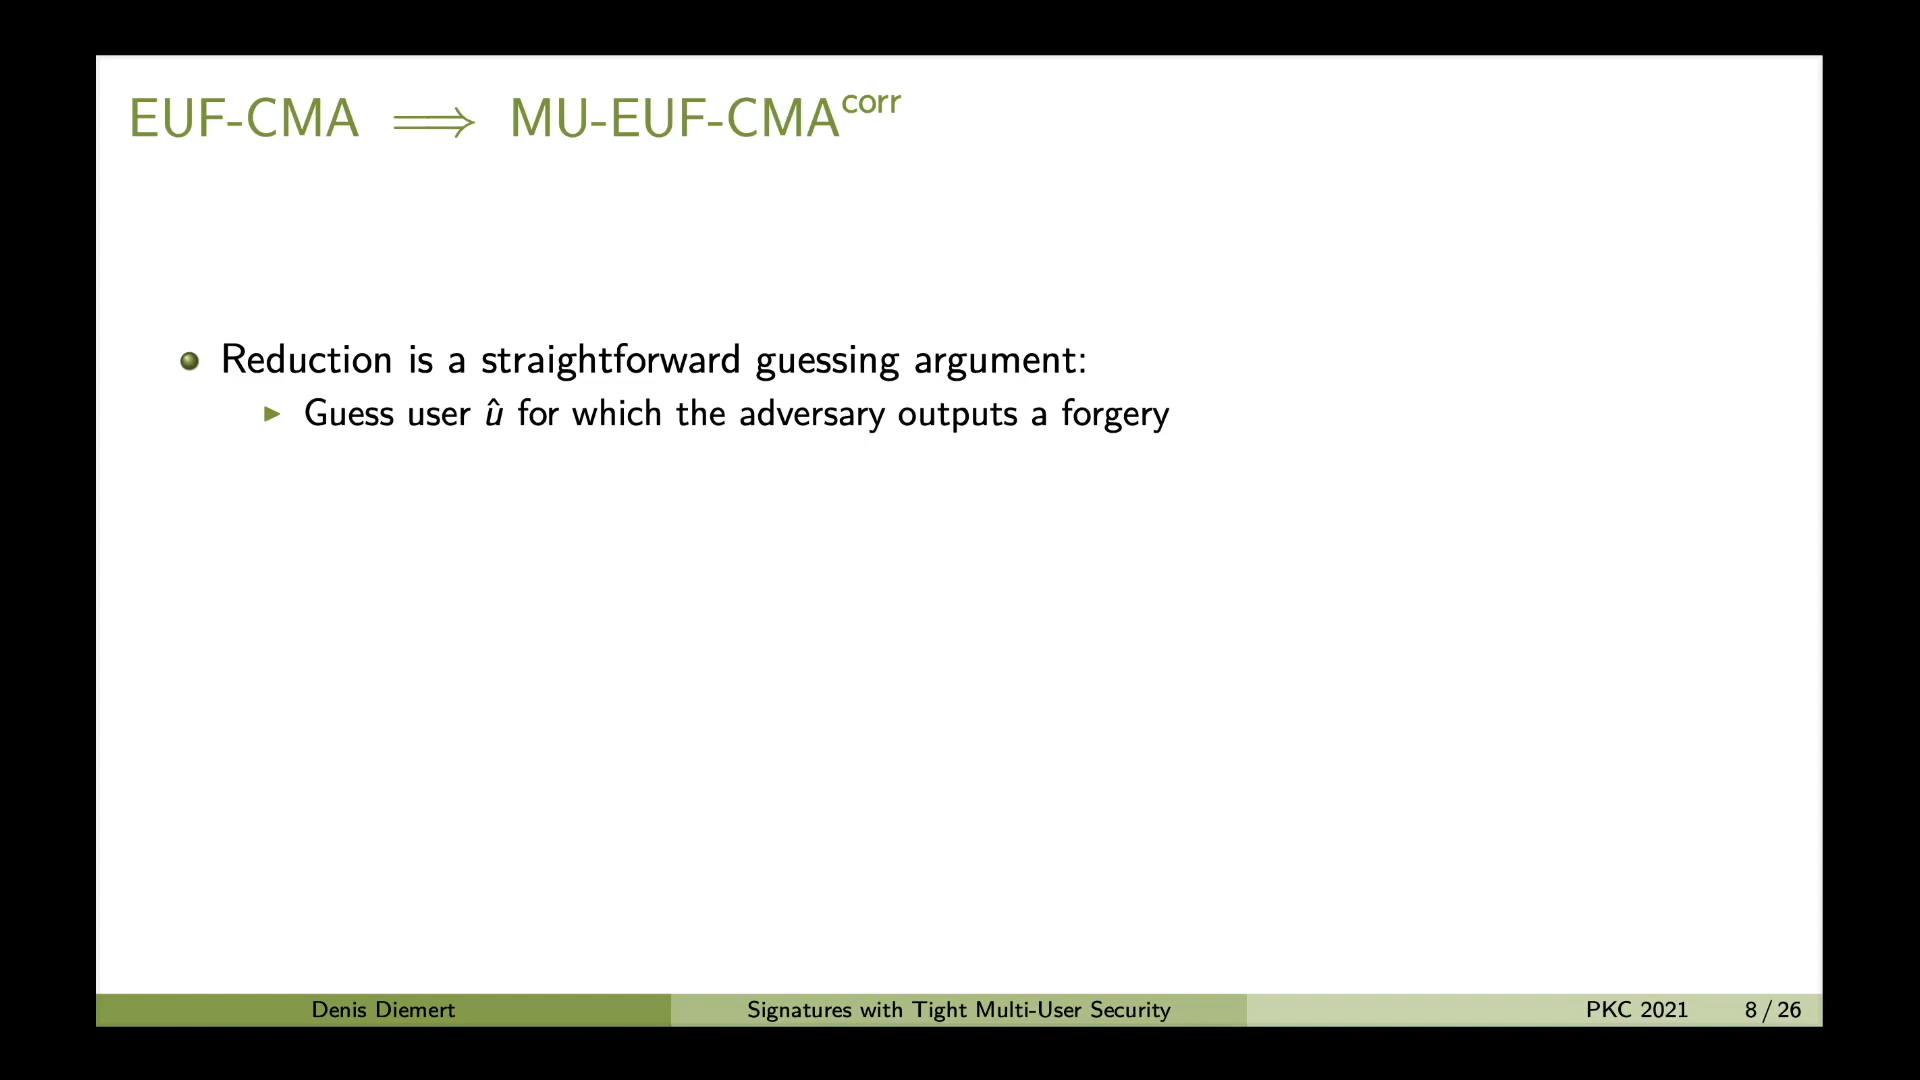 EUF-CMA ⟹ MU-EUF-CMA^corr
Reduction is a straightforward guessing argument:
Guess user û for which the adversary outputs a forgery
Denis Diemert Signatures with Tight Multi-User Security PKC 2021 8 / 26